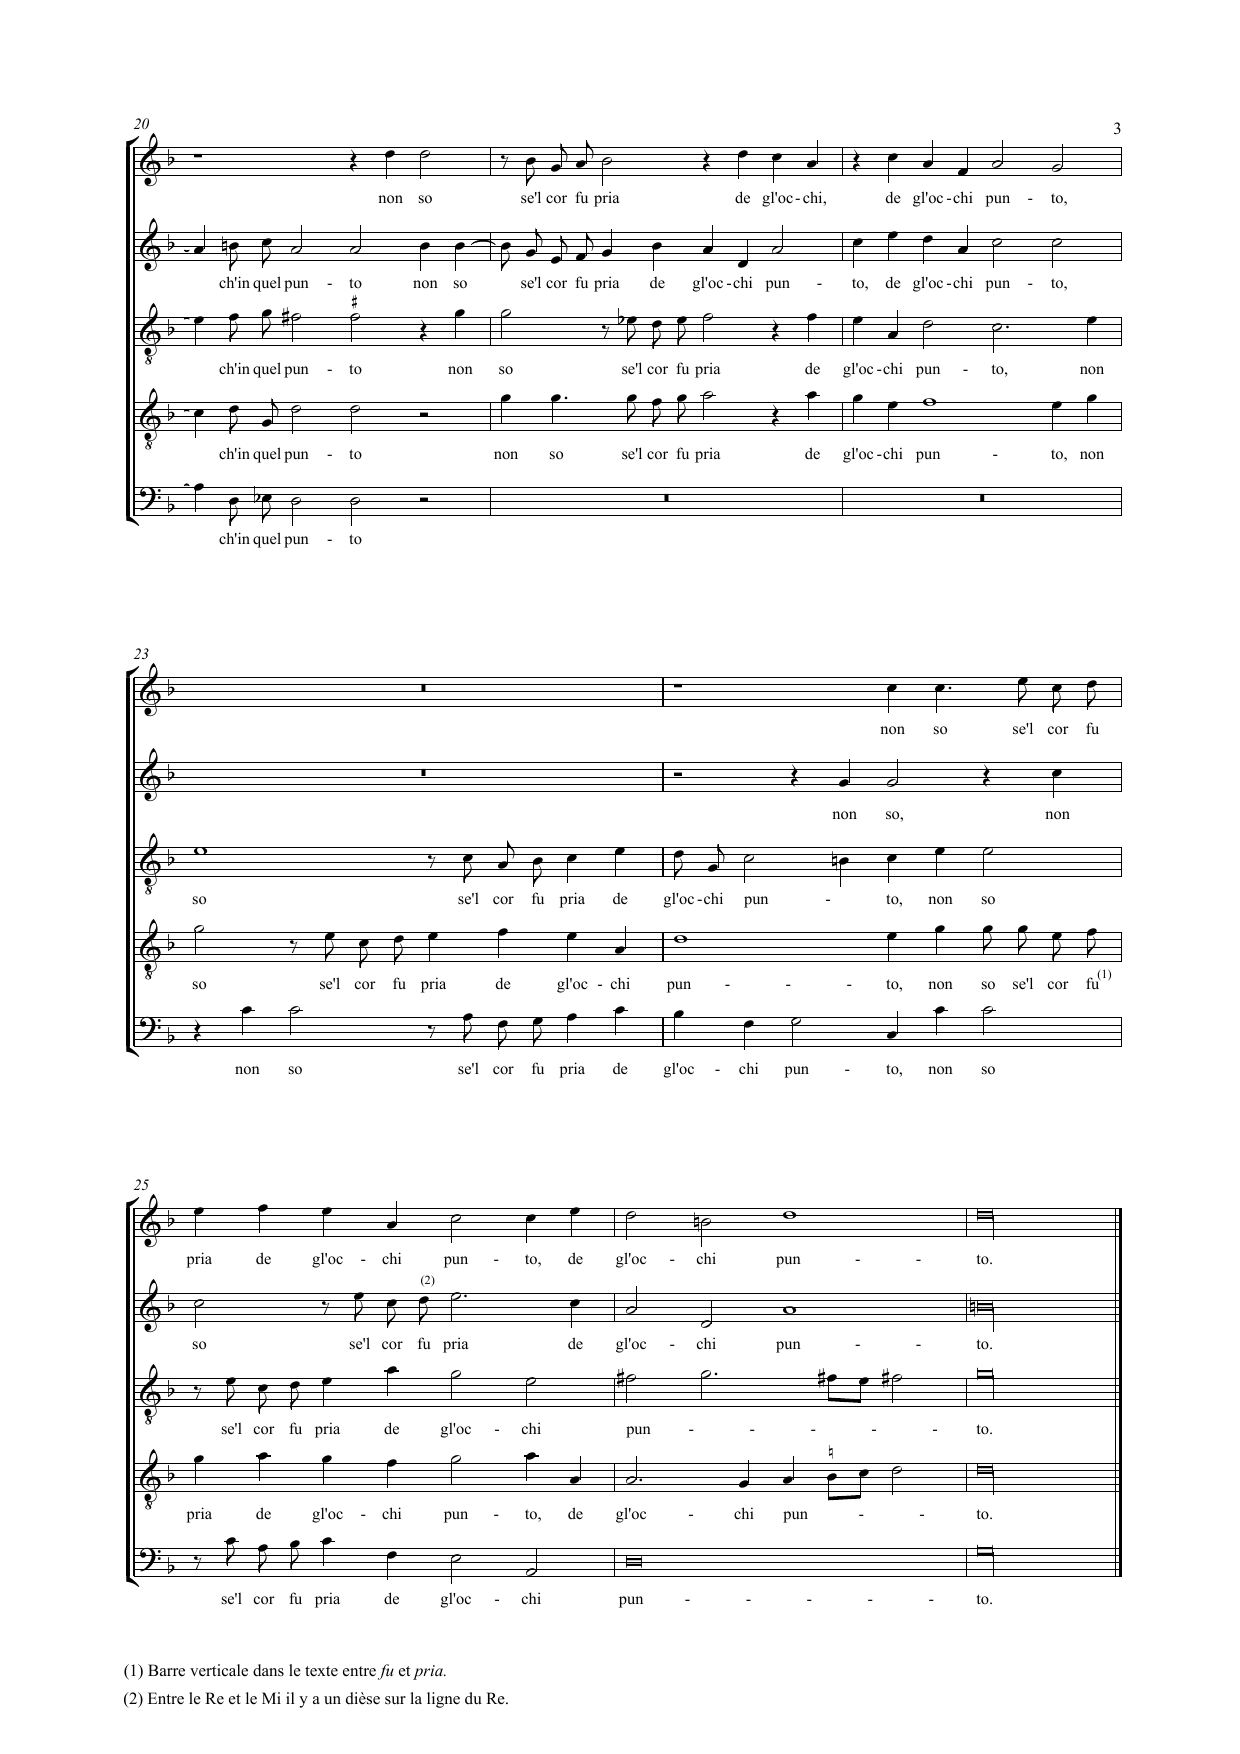 20
3
non so se'l cor fu pria de gl'oc - chi, de gl'oc - chi pun - to,
ch'in quel pun - to non so se'l cor fu pria de gl'oc - chi pun - to, de gl'oc - chi pun - to,
ch'in quel pun - to non so se'l cor fu pria de gl'oc - chi pun - to, non
ch'in quel pun - to non so se'l cor fu pria de gl'oc - chi pun - to, non
ch'in quel pun - to
23
non so se'l cor fu
non so, non
so se'l cor fu pria de gl'oc - chi pun - to, non so
so se'l cor fu pria de gl'oc - chi pun - - - to, non so se'l cor fu(1)
non so se'l cor fu pria de gl'oc - chi pun - to, non so
25
pria de gl'oc - chi pun - to, de gl'oc - chi pun - - to.
(2)
so se'l cor fu pria de gl'oc - chi pun - - to.
se'l cor fu pria de gl'oc - chi pun - - - - - to.
pria de gl'oc - chi pun - to, de gl'oc - chi pun - - to.
se'l cor fu pria de gl'oc - chi pun - - - - - to.
(1) Barre verticale dans le texte entre fu et pria.
(2) Entre le Re et le Mi il y a un dièse sur la ligne du Re.